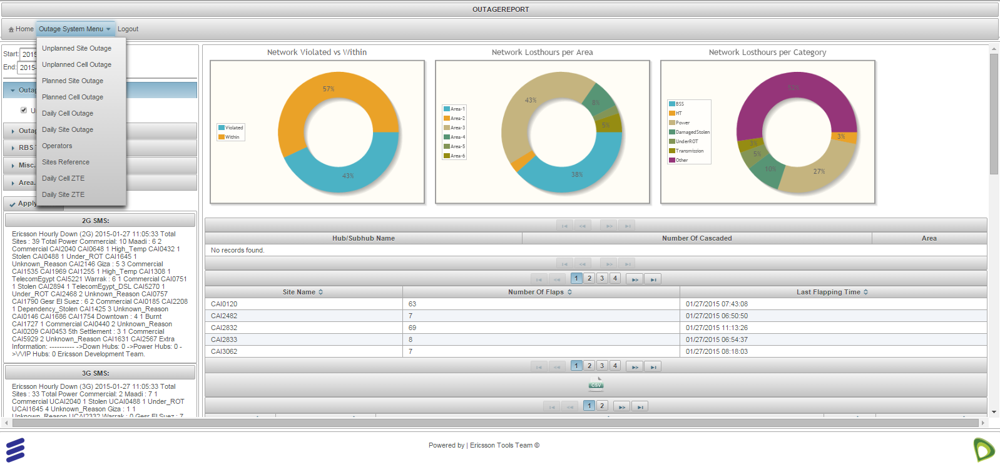 OUTAGEREPORT
Home Outage System Menu Logout
Unplanned Site Outage
Unplanned Cell Outage
Planned Site Outage
Planned Cell Outage
Daily Cell Outage
Daily Site Outage
Operators
Sites Reference
Daily Cell ZTE
Daily Site ZTE
Start: 2015
End: 2015-
Outag
U
Outag
RBS
Misc.
Area.
Apply
2G SMS:
Ericsson Hourly Down (2G) 2015-01-27 11:05:33 Total
Sites : 39 Total Power Commercial: 10 Maadi : 6 2
Commercial CAI2040 CAI0648 1 High_Temp CAI0432 1
Stolen CAI0488 1 Under_ROT CAI1645 1
Unknown_Reason CAI2146 Giza : 5 3 Commercial
CAI1535 CAI1969 CAI1255 1 High_Temp CAI1308 1
TelecomEgypt CAI5221 Warrak : 6 1 Commercial CAI0751
1 Stolen CAI2894 1 TelecomEgypt_DSL CAI5270 1
Under_ROT CAI2468 2 Unknown_Reason CAI0757
CAI1790 Gesr El Suez : 6 2 Commercial CAI0185 CAI2208
1 Dependency_Stolen CAI1425 3 Unknown_Reason
CAI0146 CAI1686 CAI1754 Downtown : 4 1 Burnt
CAI1727 1 Commercial CAI0440 2 Unknown_Reason
CAI0209 CAI0453 5th Settlement : 3 1 Commercial
CAI5929 2 Unknown_Reason CAI1631 CAI2567 Extra
Information: ---------- ->Down Hubs: 0 ->Power Hubs: 0 -
>VVIP Hubs: 0 Ericsson Development Team.
3G SMS:
Ericsson Hourly Down (3G) 2015-01-27 11:05:33 Total
Sites : 33 Total Power Commercial: 2 Maadi : 7 1
Commercial UCAI2040 1 Stolen UCAI0488 1 Under_ROT
UCAI1645 4 Unknown_Reason Giza : 1 1
Unknown_Reason UCAI2332 Warrak : 0 Gesr El Suez : 7
Network Violated vs Within
57%
43%
Violated
Within
Network Losthours per Area
43%
8%
5%
38%
Area-1
Area-2
Area-3
Area-4
Area-5
Area-6
Network Losthours per Category
52%
3%
3%
5%
10%
27%
BSS
HT
Power
DamagedStolen
UnderROT
Transmission
Other
Hub/Subhub Name Number Of Cascaded Area
No records found.
1 2 3 4
Site Name Number Of Flaps Last Flapping Time
CAI0120 63 01/27/2015 07:43:08
CAI2482 7 01/27/2015 06:50:50
CAI2832 69 01/27/2015 11:13:26
CAI2833 8 01/27/2015 06:54:37
CAI3062 7 01/27/2015 08:18:03
1 2 3 4
CSV
1 2
Powered by | Ericsson Tools Team ©